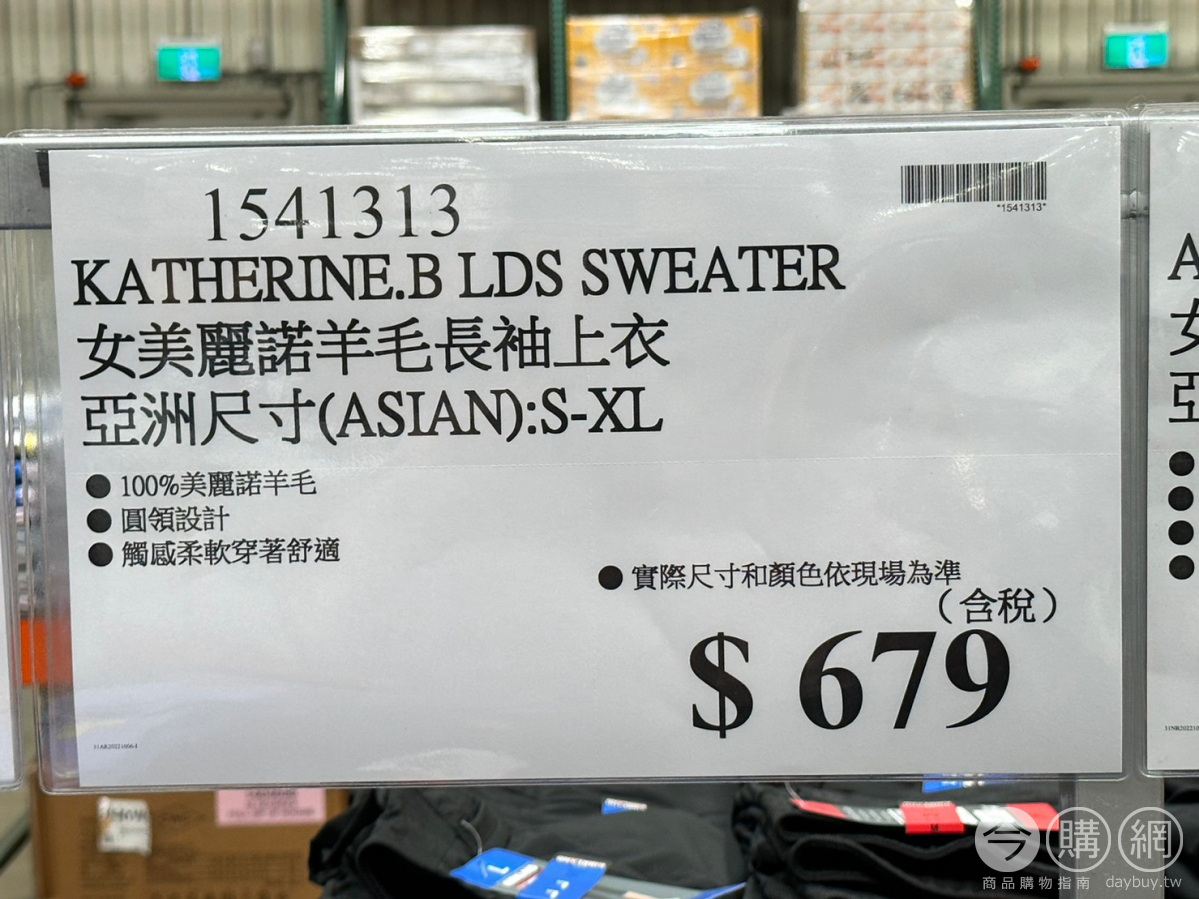 1541313
*1541313*
KATHERINE.B LDS SWEATER
女美麗諾羊毛長袖上衣
亞洲尺寸(ASIAN):S-XL
● 100%美麗諾羊毛
● 圓領設計
● 觸感柔軟穿著舒適
● 實際尺寸和顏色依現場為準
(含稅)
$ 679
A
女
亞
今購網
商品購物指南 daybuy.tw